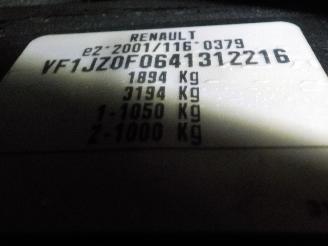 RENAULT
e2*2001/116*0379
VF1JZ0F0641312216
1894 Kg
3194 Kg
1-1050 Kg
2-1000 Kg